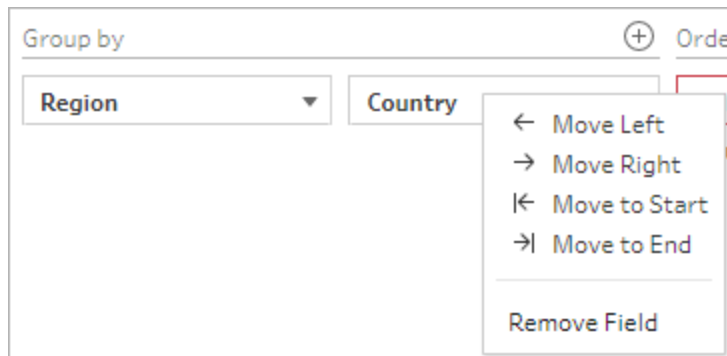 Group by
Orde
Region
Country
Move Left
Move Right
Move to Start
Move to End
Remove Field